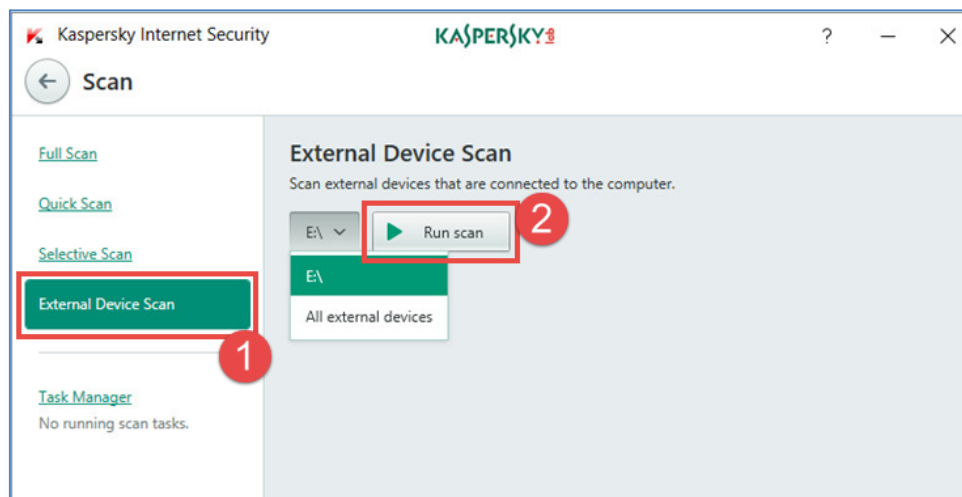 Kaspersky Internet Security
KASPERSKY lab
?
Scan
Full Scan
Quick Scan
Selective Scan
External Device Scan
1
Task Manager
No running scan tasks.
External Device Scan
Scan external devices that are connected to the computer.
E:\ Run scan 2
E:\
All external devices